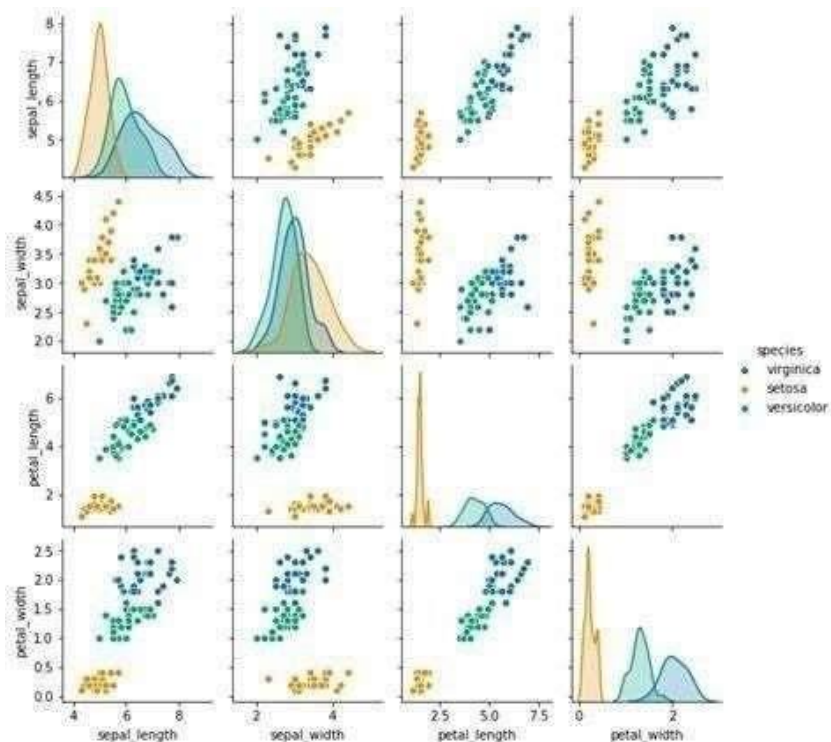 8
7
6
5
sepal_length
4.5
4.0
3.5
3.0
2.5
2.0
sepal_width
6
4
2
petal_length
2.5
2.0
1.5
1.0
0.5
0.0
petal_width
4 6 8
sepal_length
2 4
sepal_width
2.5 5.0 7.5
petal_length
0 2
petal_width
species
virginica
setosa
versicolor